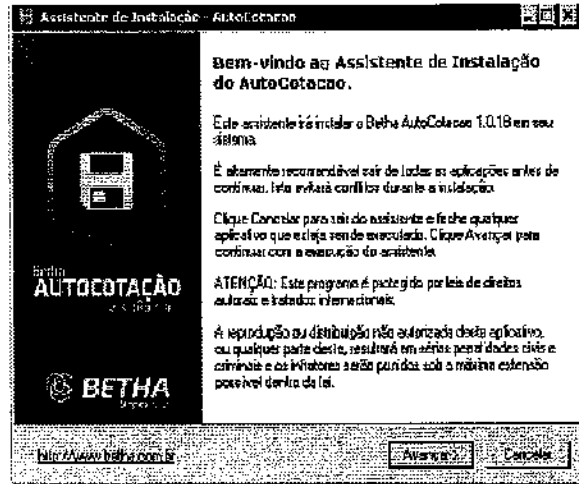 Assistente de Instalação - AutoCotacao
Bem-vindo ao Assistente de Instalação
do AutoCotacao.
Este assistente irá instalar o Betha AutoCotacao 1.0.18 em seu
sistema.
É altamente recomendável sair de todas as aplicações antes de
continuar. Isto evitará conflitos durante a instalação.
Clique Cancelar para sair do assistente e feche qualquer
aplicativo que esteja sendo executado. Clique Avançar para
continuar com a execução do assistente.
ATENÇÃO: Este programa é protegido por leis de direitos
autorais e tratados internacionais.
A reprodução ou distribuição não autorizada deste aplicativo,
ou qualquer parte deste, resultará em sérias penalidades civis e
criminais e os infratores serão punidos sob a máxima extensão
possível dentro da lei.
Betha
AUTOCOTAÇÃO
BETHA
http://www.betha.com.br
Avançar >
Cancelar